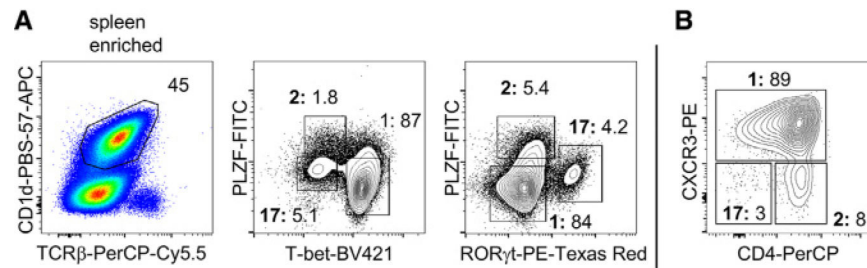 A
spleen
enriched
45
CD1d-PBS-57-APC
TCRβ-PerCP-Cy5.5
2: 1.8
1: 87
17: 5.1
PLZF-FITC
T-bet-BV421
2: 5.4
17: 4.2
1: 84
PLZF-FITC
RORγt-PE-Texas Red
B
1: 89
17: 3
2: 8
CXCR3-PE
CD4-PerCP